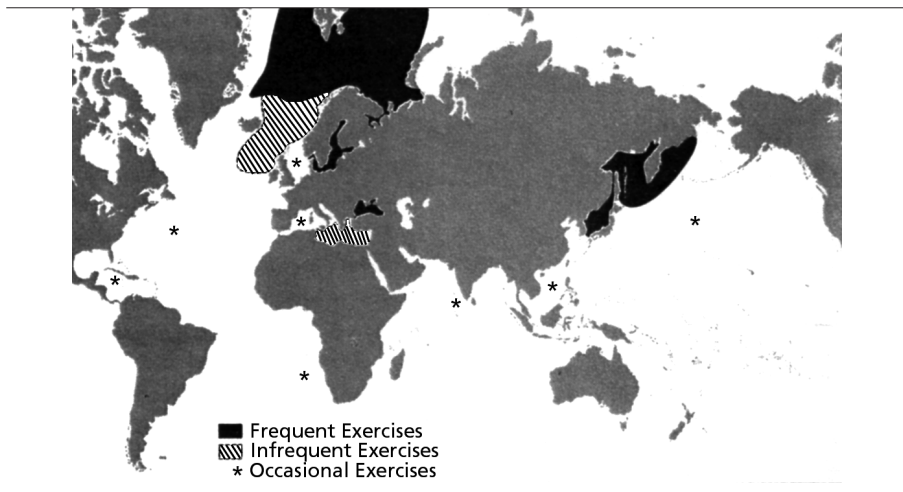 Frequent Exercises
Infrequent Exercises
* Occasional Exercises